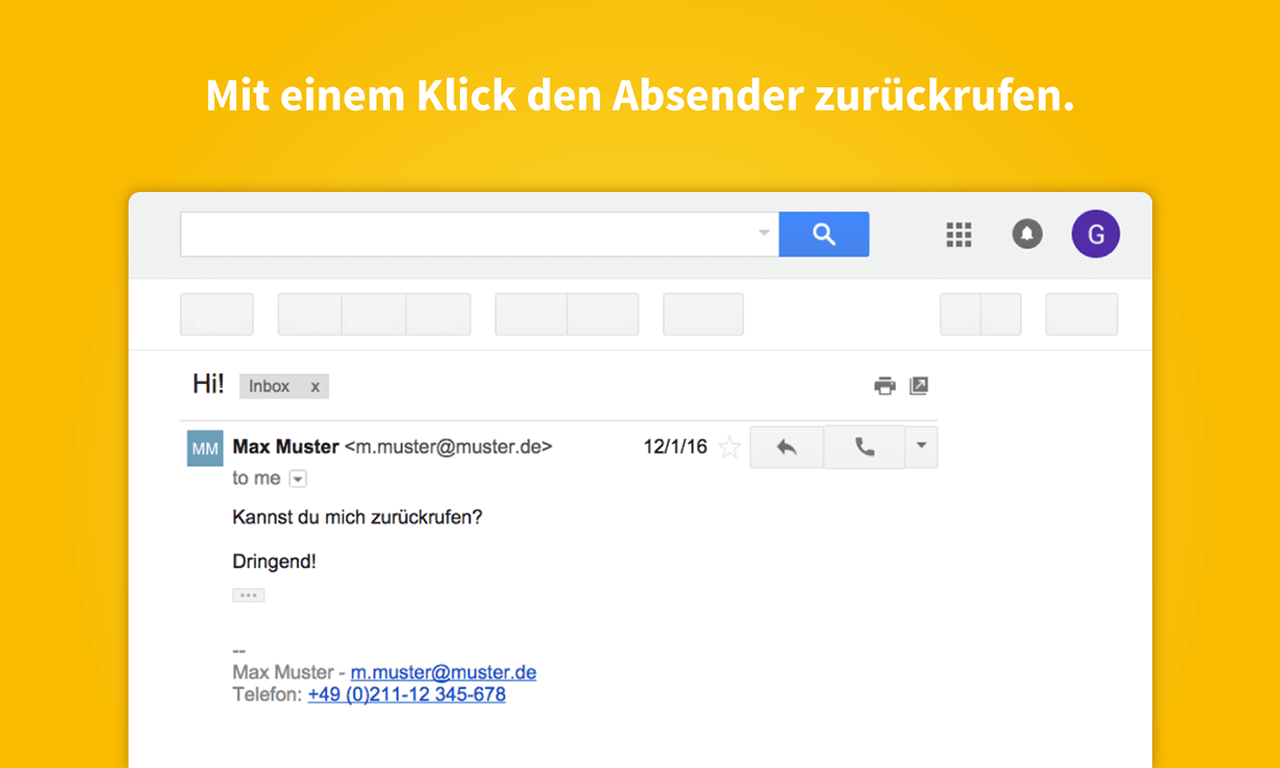 Mit einem Klick den Absender zurückrufen.
G
Hi! Inbox x
MM Max Muster <m.muster@muster.de> 12/1/16
to me
Kannst du mich zurückrufen?
Dringend!
--
Max Muster - m.muster@muster.de
Telefon: +49 (0)211-12 345-678